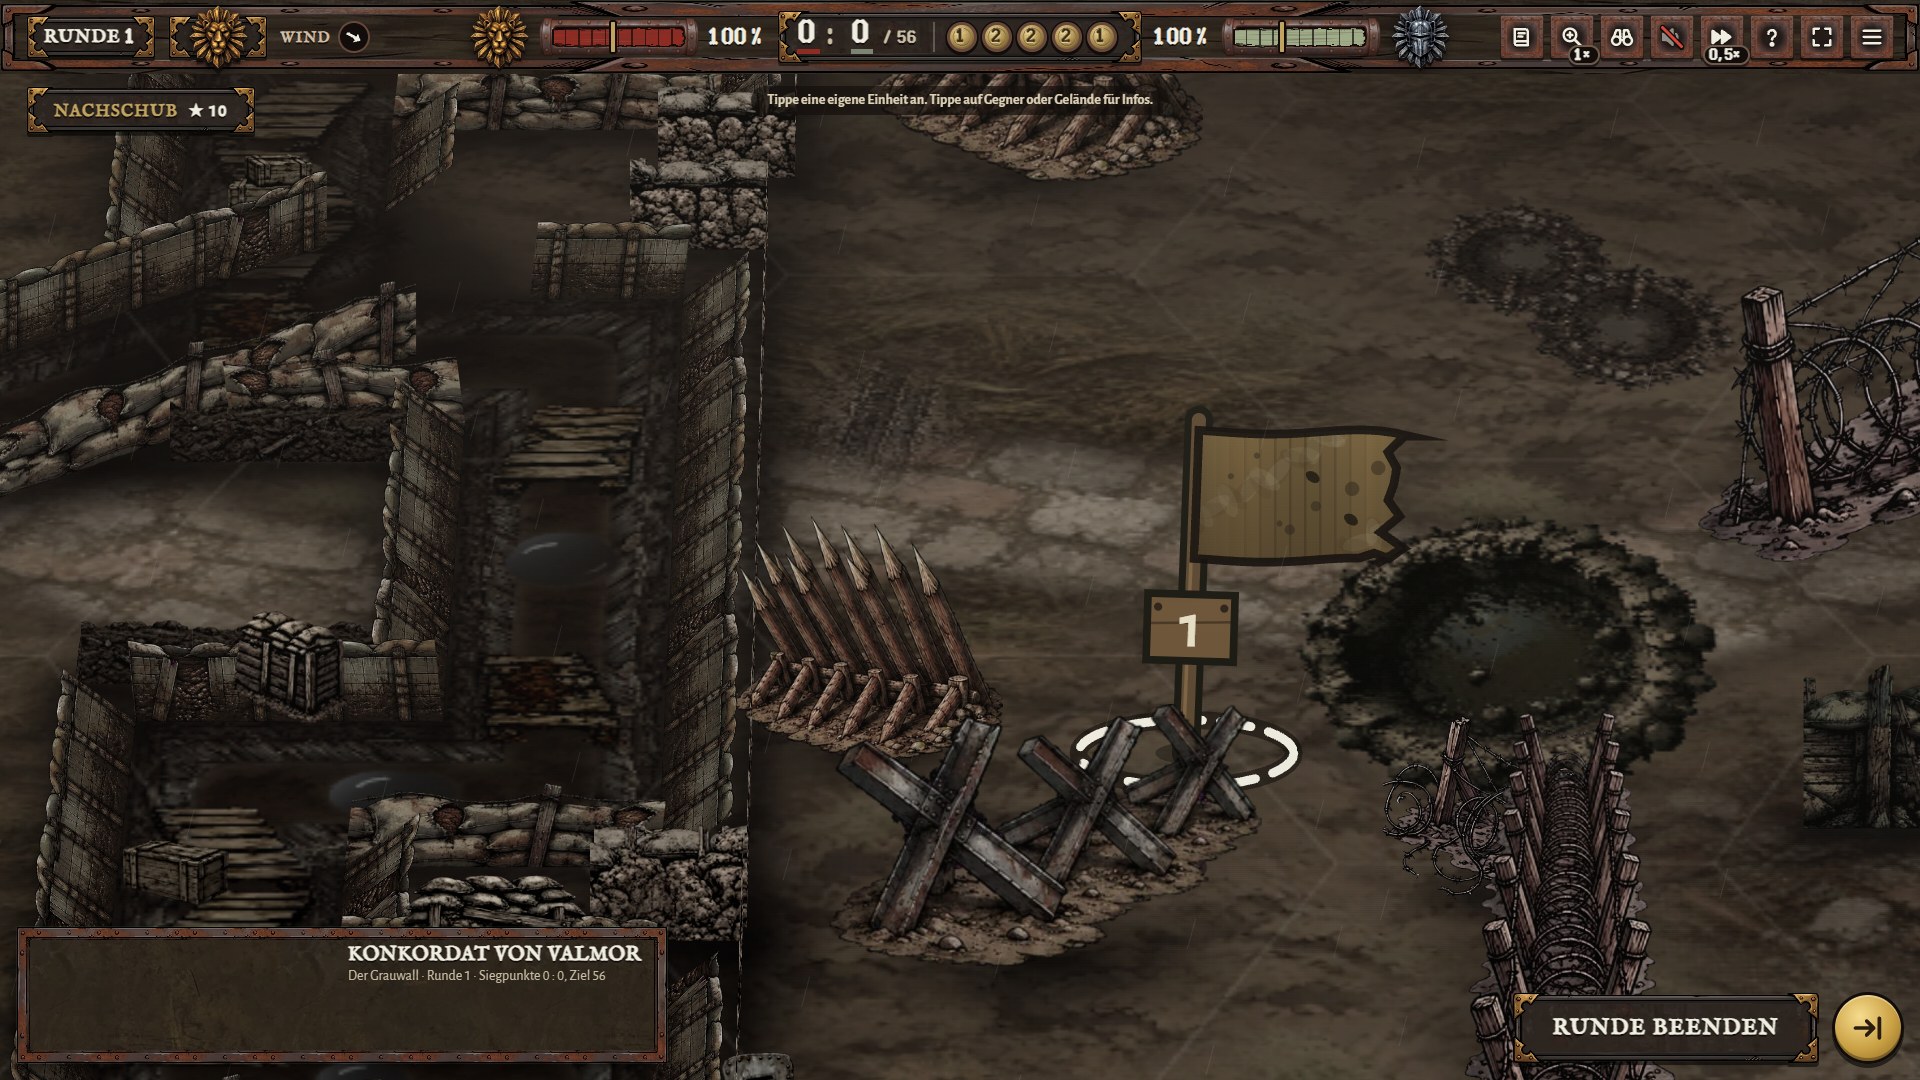 RUNDE 1
WIND
100%
0 : 0 / 56
1 2 2 2 1
100%
1×
0,5×
?
NACHSCHUB ★ 10
Tippe eine eigene Einheit an. Tippe auf Gegner oder Gelände für Infos.
1
KONKORDAT VON VALMOR
Der Grauwall · Runde 1 · Siegpunkte 0 : 0, Ziel 56
RUNDE BEENDEN